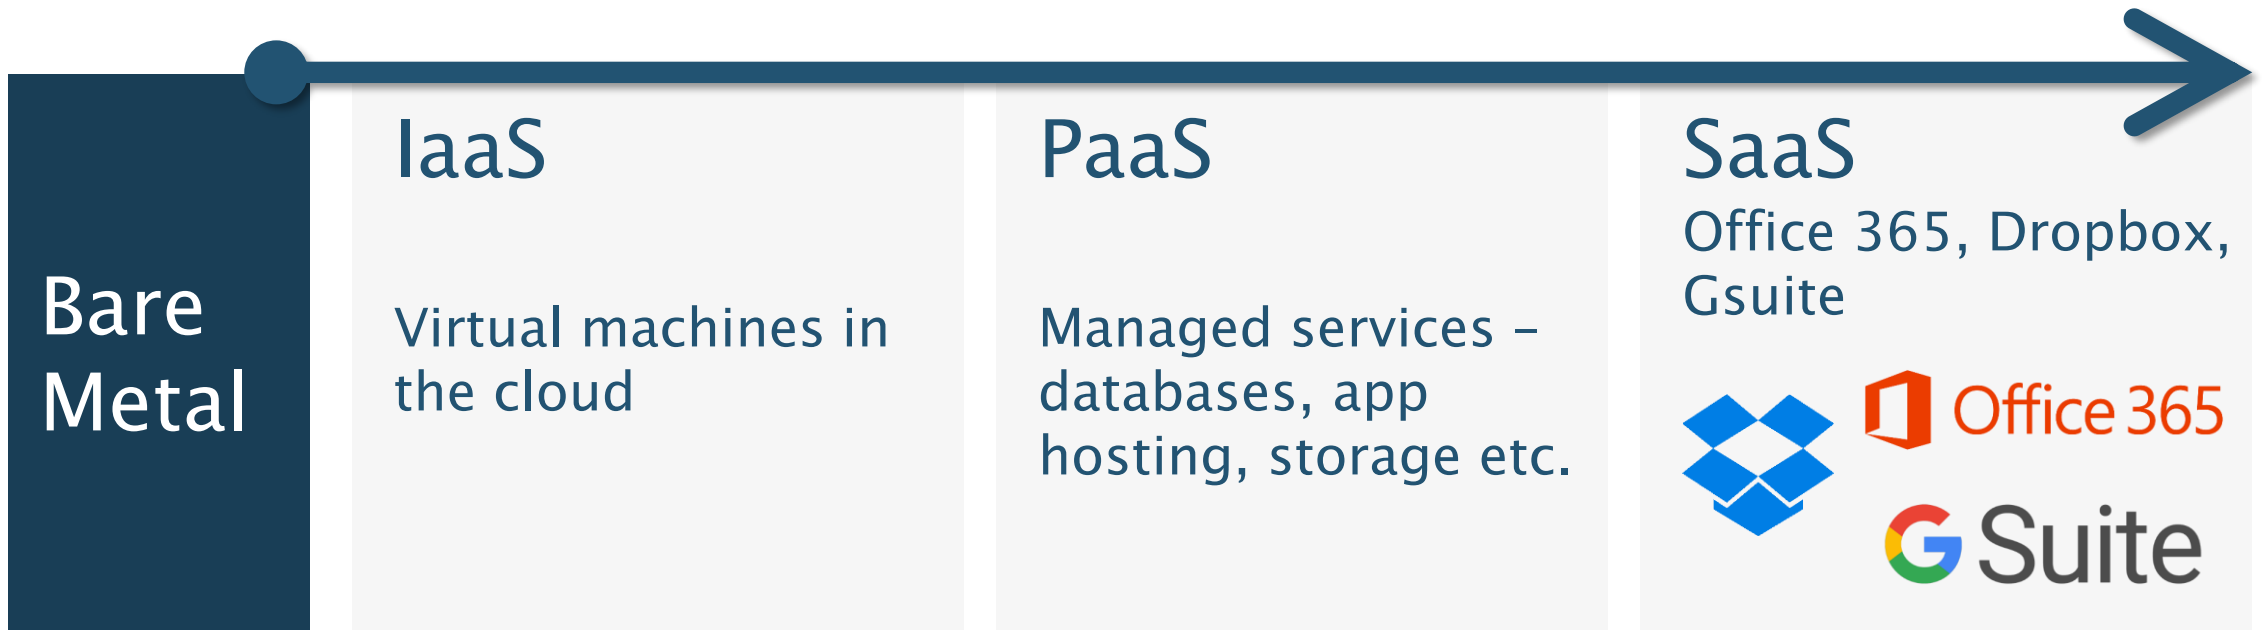 Bare
Metal
IaaS
Virtual machines in
the cloud
PaaS
Managed services –
databases, app
hosting, storage etc.
SaaS
Office 365, Dropbox,
Gsuite
Office 365
G Suite